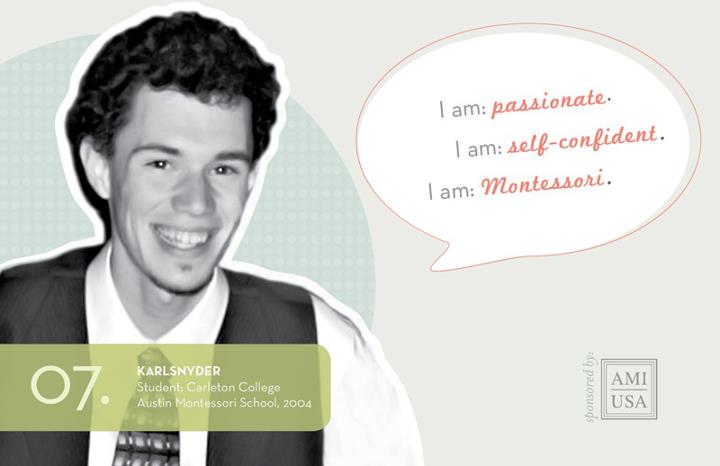 I am: passionate.
I am: self-confident.
I am: Montessori.
07.
KARLSNYDER
Student: Carleton College
Austin Montessori School, 2004
sponsored by:
AMI
USA